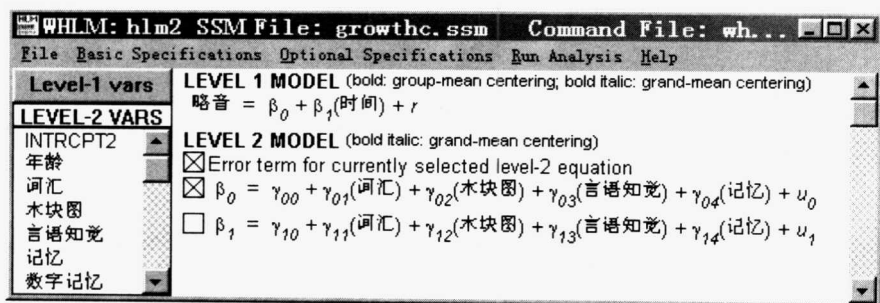 WHLM: hlm2 SSM File: growthc.ssm Command File: wh...
File Basic Specifications Optional Specifications Run Analysis Help
Level-1 vars
LEVEL-2 VARS
INTRCPT2
年龄
词汇
木块图
言语知觉
记忆
数字记忆
LEVEL 1 MODEL (bold: group-mean centering; bold italic: grand-mean centering)
略音 = β₀ + β₁(时间) + r
LEVEL 2 MODEL (bold italic: grand-mean centering)
Error term for currently selected level-2 equation
β₀ = γ₀₀ + γ₀₁(词汇) + γ₀₂(木块图) + γ₀₃(言语知觉) + γ₀₄(记忆) + u₀
β₁ = γ₁₀ + γ₁₁(词汇) + γ₁₂(木块图) + γ₁₃(言语知觉) + γ₁₄(记忆) + u₁